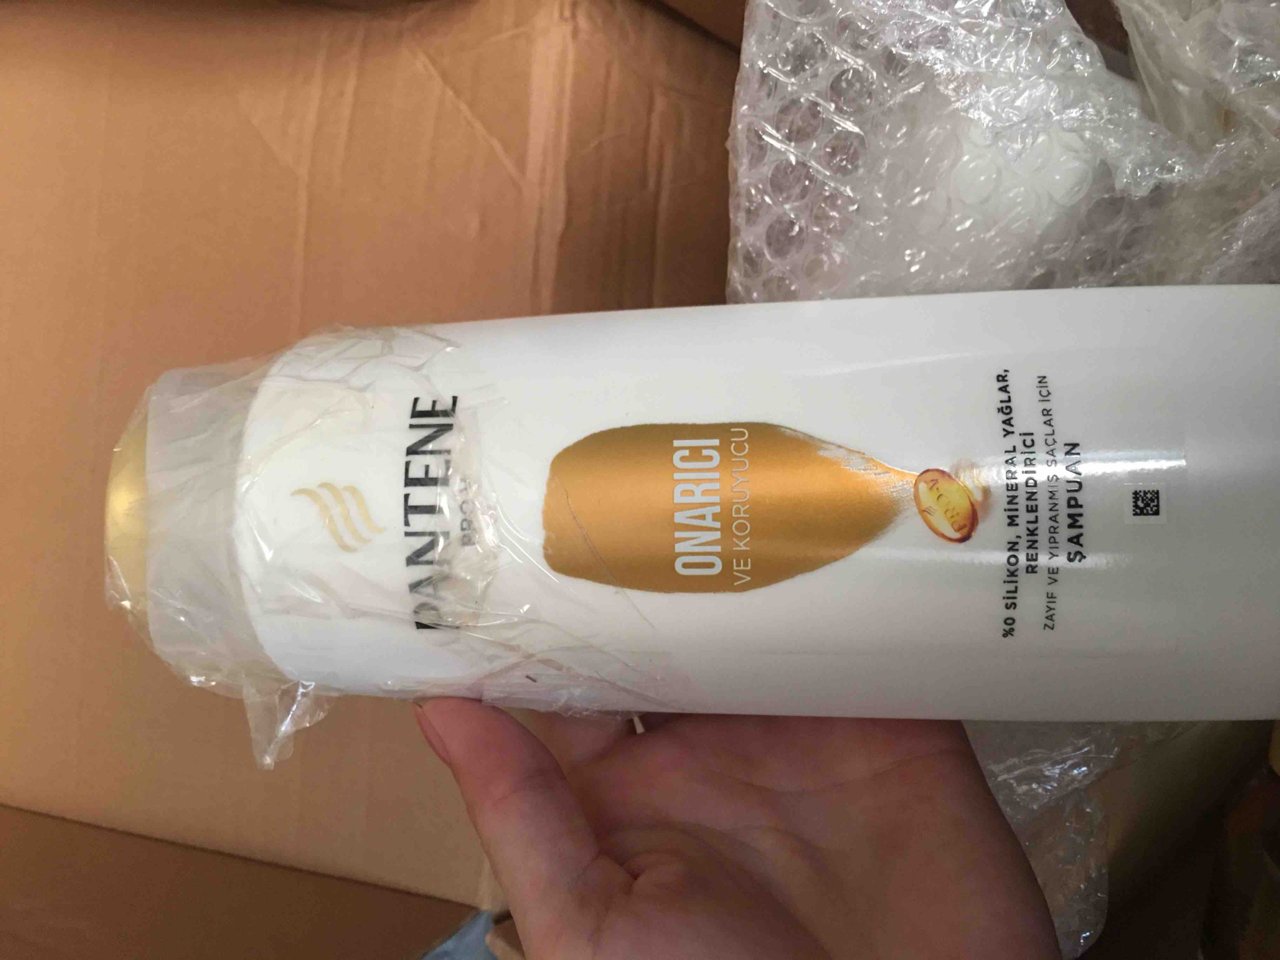 PANTENE
PRO-V
ONARICI
VE KORUYUCU
PRO-V
%0 SİLİKON, MİNERAL YAĞLAR,
RENKLENDİRİCİ
ZAYIF VE YIPRANMIŞ SAÇLAR İÇİN
ŞAMPUAN